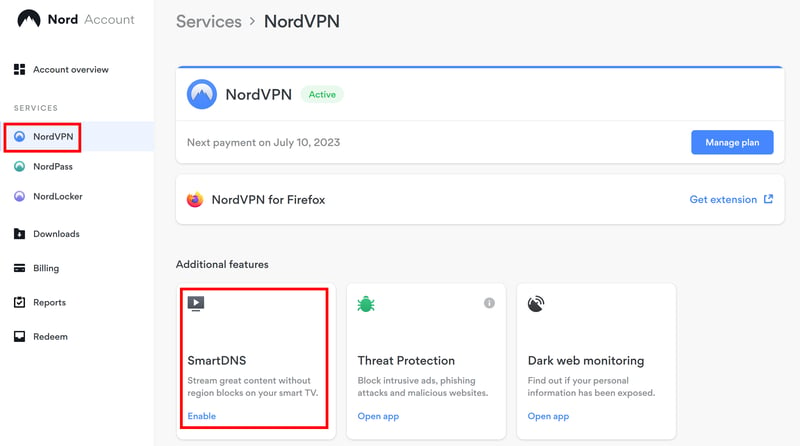 Nord Account
Account overview
SERVICES
NordVPN
NordPass
NordLocker
Downloads
Billing
Reports
Redeem
Services > NordVPN
NordVPN Active
Next payment on July 10, 2023 Manage plan
NordVPN for Firefox Get extension
Additional features
SmartDNS
Stream great content without
region blocks on your smart TV.
Enable
Threat Protection
Block intrusive ads, phishing
attacks and malicious websites.
Open app
Dark web monitoring
Find out if your personal
information has been exposed.
Open app